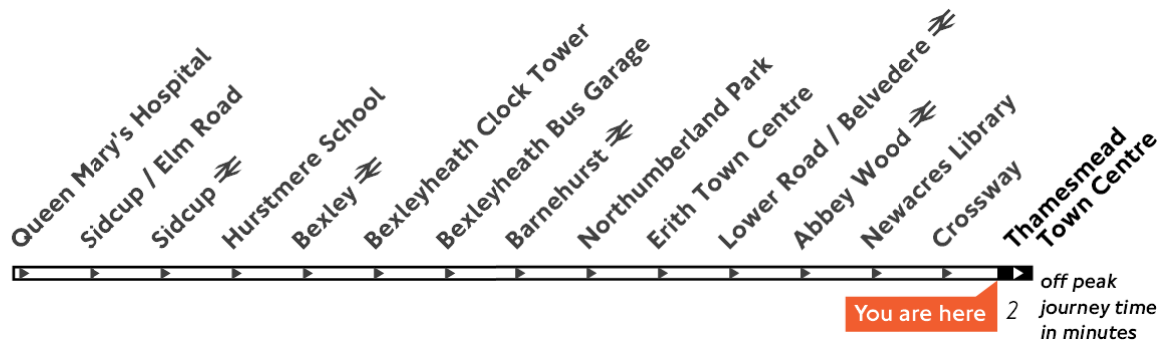 Queen Mary's Hospital
Sidcup / Elm Road
Sidcup
Hurstmere School
Bexley
Bexleyheath Clock Tower
Bexleyheath Bus Garage
Barnehurst
Northumberland Park
Erith Town Centre
Lower Road / Belvedere
Abbey Wood
Newacres Library
Crossway
Thamesmead
Town Centre
You are here
2
off peak
journey time
in minutes